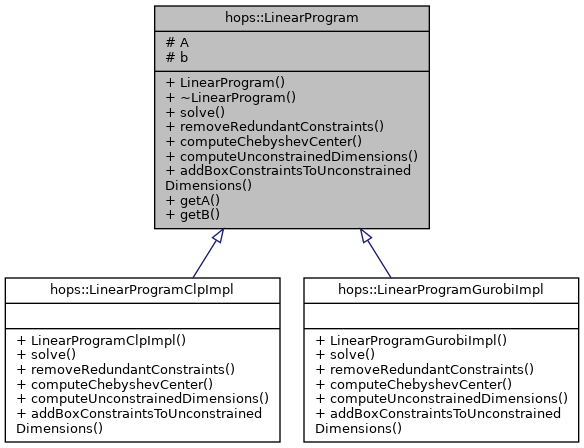 hops::LinearProgram
# A
# b
+ LinearProgram()
+ ~LinearProgram()
+ solve()
+ removeRedundantConstraints()
+ computeChebyshevCenter()
+ computeUnconstrainedDimensions()
+ addBoxConstraintsToUnconstrained
Dimensions()
+ getA()
+ getB()
hops::LinearProgramClpImpl
+ LinearProgramClpImpl()
+ solve()
+ removeRedundantConstraints()
+ computeChebyshevCenter()
+ computeUnconstrainedDimensions()
+ addBoxConstraintsToUnconstrained
Dimensions()
hops::LinearProgramGurobiImpl
+ LinearProgramGurobiImpl()
+ solve()
+ removeRedundantConstraints()
+ computeChebyshevCenter()
+ computeUnconstrainedDimensions()
+ addBoxConstraintsToUnconstrained
Dimensions()